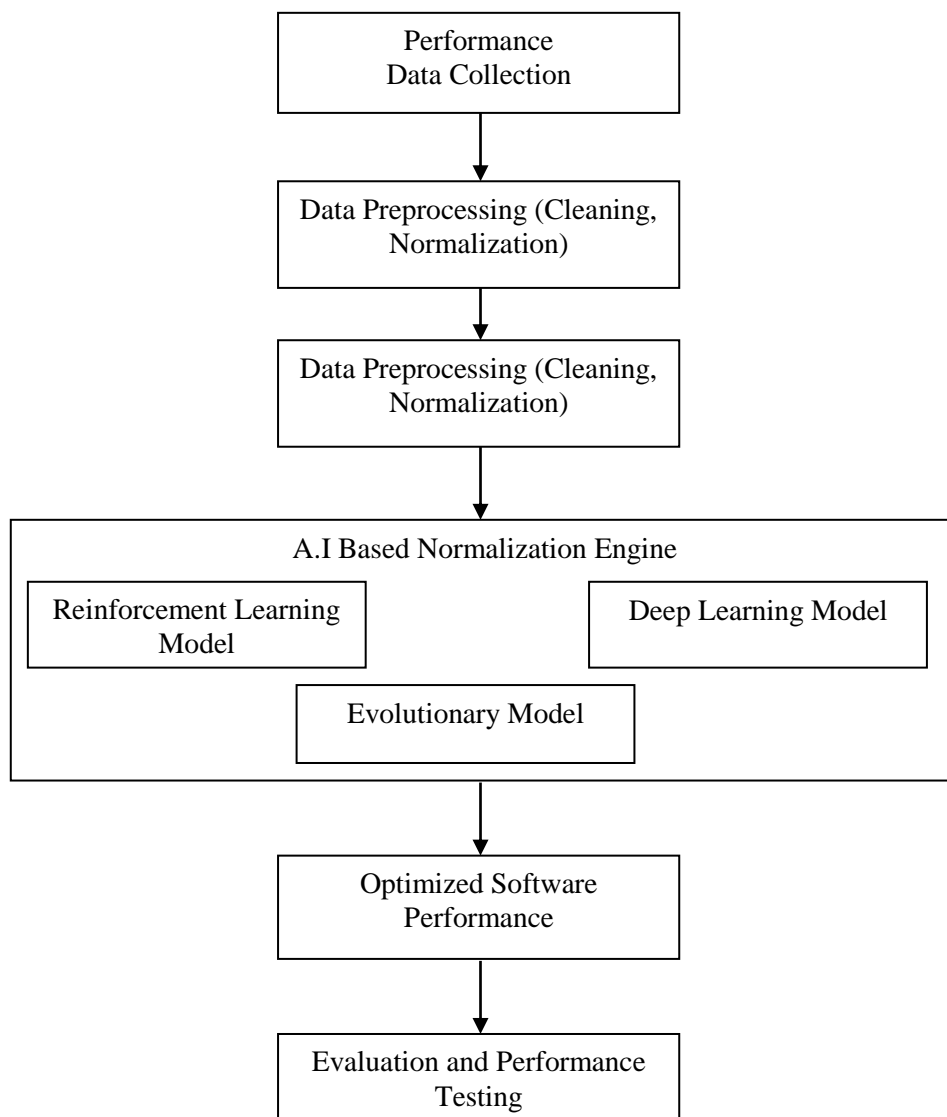 Performance
Data Collection
Data Preprocessing (Cleaning,
Normalization)
Data Preprocessing (Cleaning,
Normalization)
A.I Based Normalization Engine
Reinforcement Learning
Model
Deep Learning Model
Evolutionary Model
Optimized Software
Performance
Evaluation and Performance
Testing